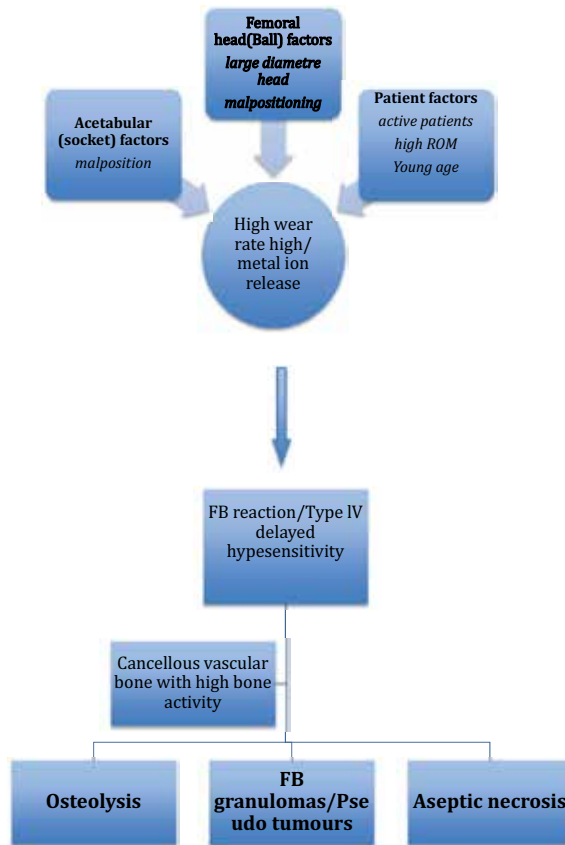 Femoral
head(Ball) factors
large diametre
head
malpositioning
Acetabular
(socket) factors
malposition
Patient factors
active patients
high ROM
Young age
High wear
rate high/
metal ion
release
FB reaction/Type lV
delayed
hypesensitivity
Cancellous vascular
bone with high bone
activity
Osteolysis
FB
granulomas/Pse
udo tumours
Aseptic necrosis